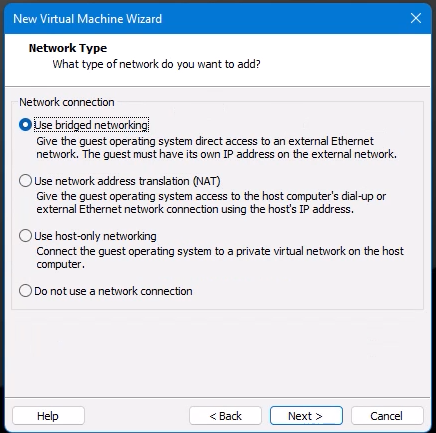 New Virtual Machine Wizard
Network Type
What type of network do you want to add?
Network connection
Use bridged networking
Give the guest operating system direct access to an external Ethernet
network. The guest must have its own IP address on the external network.
Use network address translation (NAT)
Give the guest operating system access to the host computer's dial-up or
external Ethernet network connection using the host's IP address.
Use host-only networking
Connect the guest operating system to a private virtual network on the host
computer.
Do not use a network connection
Help
< Back
Next >
Cancel